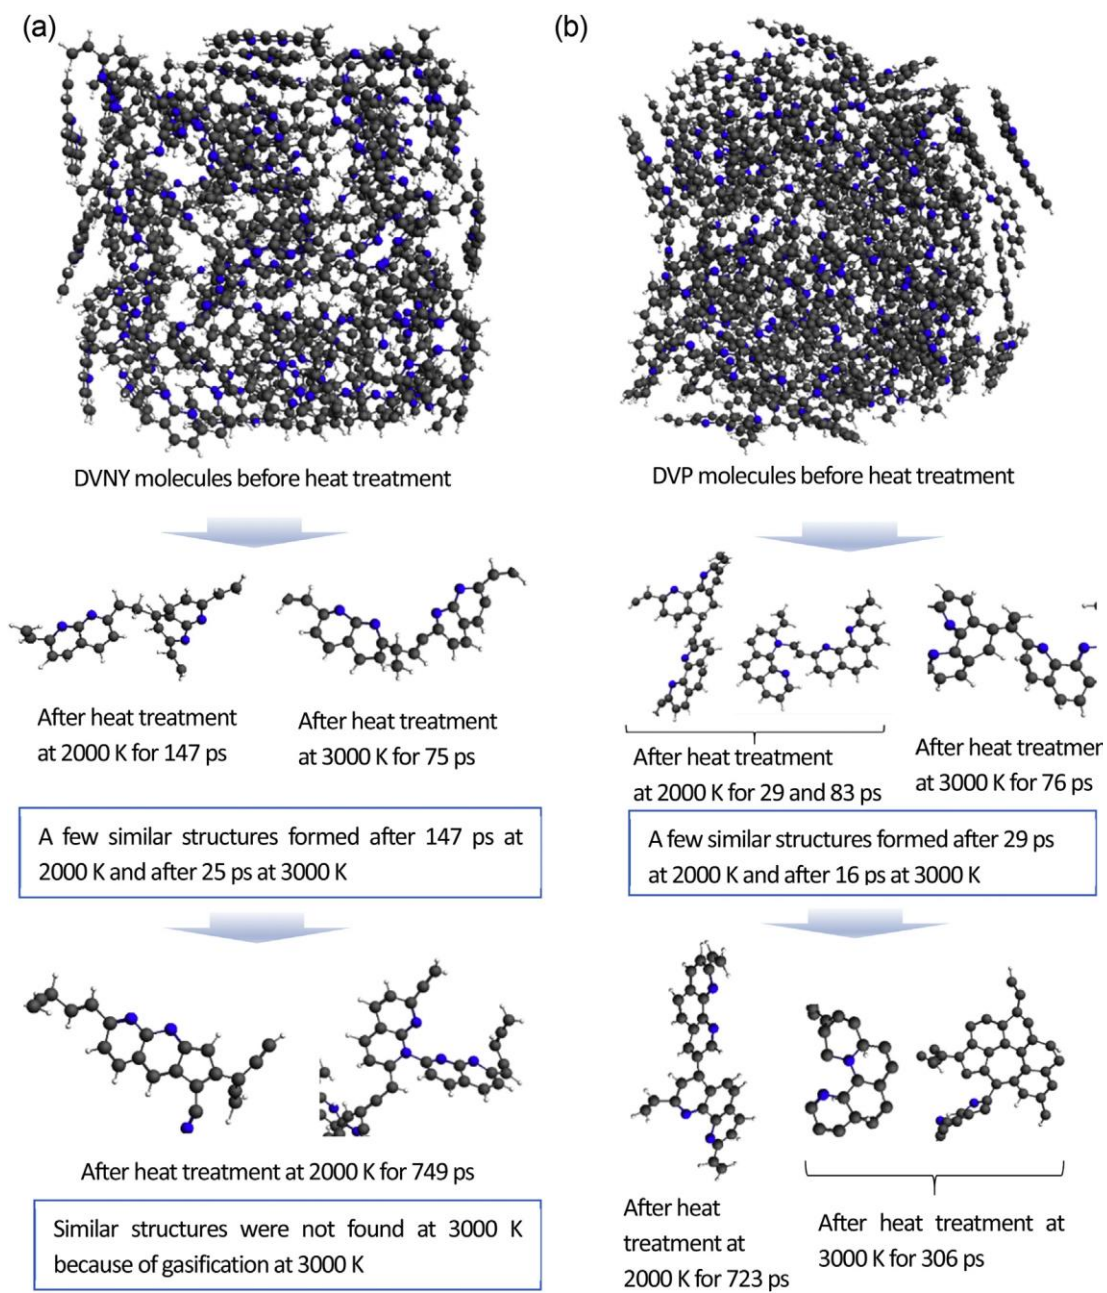 (a)
DVNY molecules before heat treatment
After heat treatment
at 2000 K for 147 ps
After heat treatment
at 3000 K for 75 ps
A few similar structures formed after 147 ps at
2000 K and after 25 ps at 3000 K
After heat treatment at 2000 K for 749 ps
Similar structures were not found at 3000 K
because of gasification at 3000 K
(b)
DVP molecules before heat treatment
After heat treatment
at 2000 K for 29 and 83 ps
After heat treatmer
at 3000 K for 76 ps
A few similar structures formed after 29 ps
at 2000 K and after 16 ps at 3000 K
After heat
treatment at
2000 K for 723 ps
After heat treatment at
3000 K for 306 ps